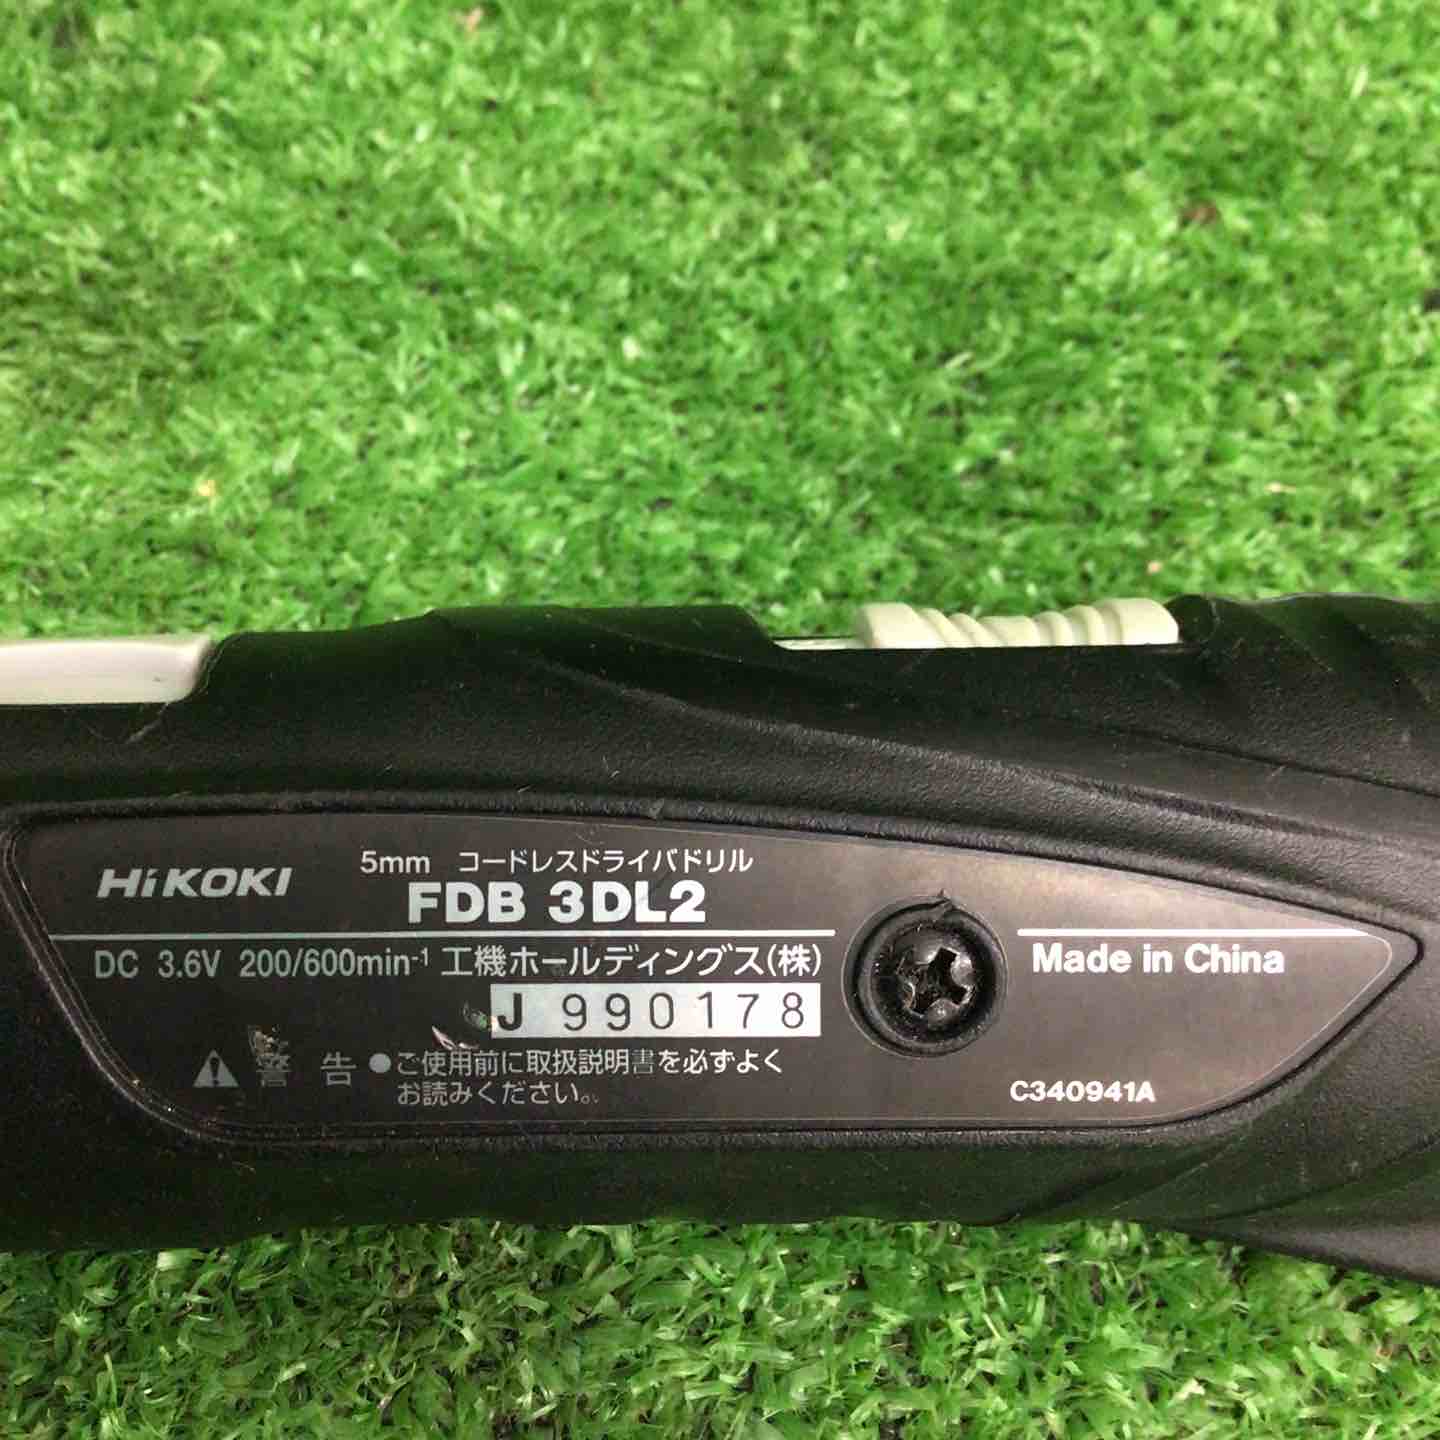 5mm コードレスドライバドリル
HiKOKI FDB 3DL2
DC 3.6V 200/600min-1 工機ホールディングス(株)
Made in China
J 990178
警告 ●ご使用前に取扱説明書を必ずよく
お読みください。
C340941A